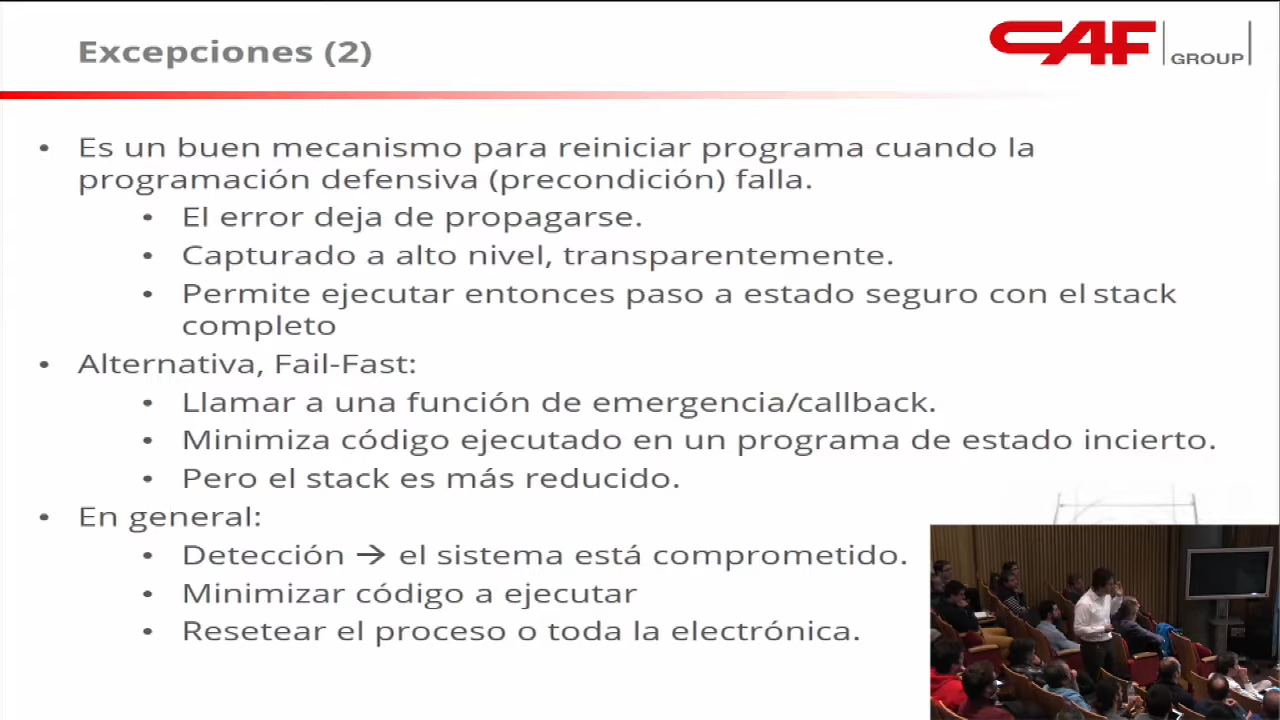 Excepciones (2)
CAF GROUP
• Es un buen mecanismo para reiniciar programa cuando la
programación defensiva (precondición) falla.
• El error deja de propagarse.
• Capturado a alto nivel, transparentemente.
• Permite ejecutar entonces paso a estado seguro con el stack
completo
• Alternativa, Fail-Fast:
• Llamar a una función de emergencia/callback.
• Minimiza código ejecutado en un programa de estado incierto.
• Pero el stack es más reducido.
• En general:
• Detección → el sistema está comprometido.
• Minimizar código a ejecutar
• Resetear el proceso o toda la electrónica.